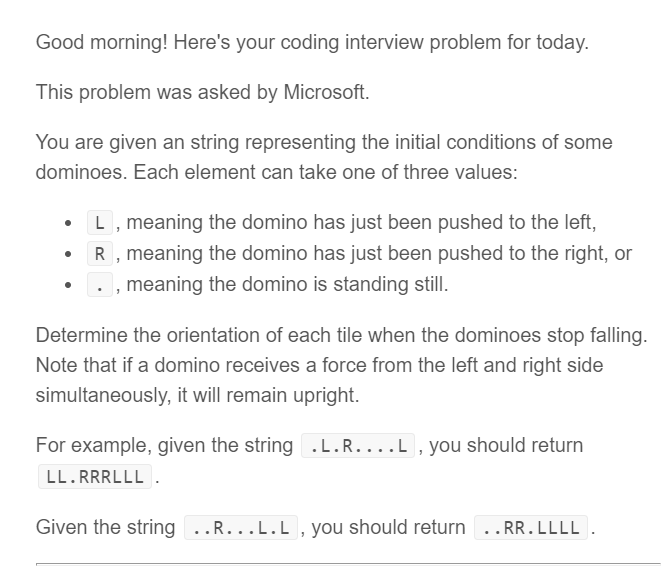 Good morning! Here's your coding interview problem for today.
This problem was asked by Microsoft.
You are given an string representing the initial conditions of some
dominoes. Each element can take one of three values:
• L , meaning the domino has just been pushed to the left,
• R , meaning the domino has just been pushed to the right, or
• . , meaning the domino is standing still.
Determine the orientation of each tile when the dominoes stop falling.
Note that if a domino receives a force from the left and right side
simultaneously, it will remain upright.
For example, given the string .L.R....L , you should return
LL.RRRLLL .
Given the string ..R...L.L , you should return ..RR.LLLL .